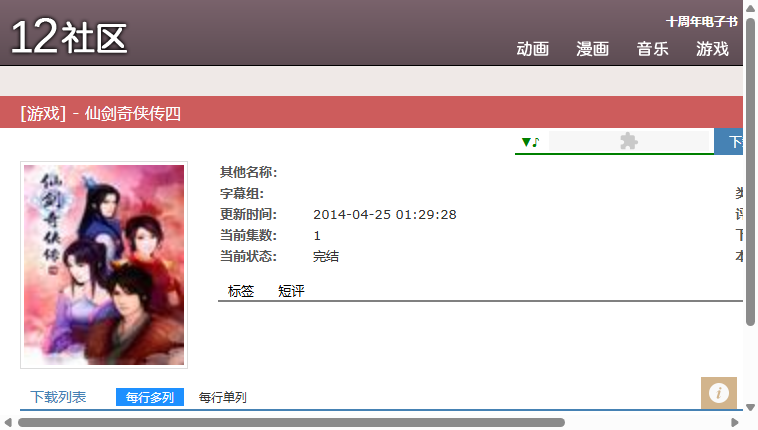 12社区
十周年电子书
动画 漫画 音乐 游戏
[游戏] - 仙剑奇侠传四
▼♪
下
仙剑奇侠传
其他名称:
字幕组:
更新时间: 2014-04-25 01:29:28
当前集数: 1
当前状态: 完结
标签 短评
下载列表 每行多列 每行单列
i